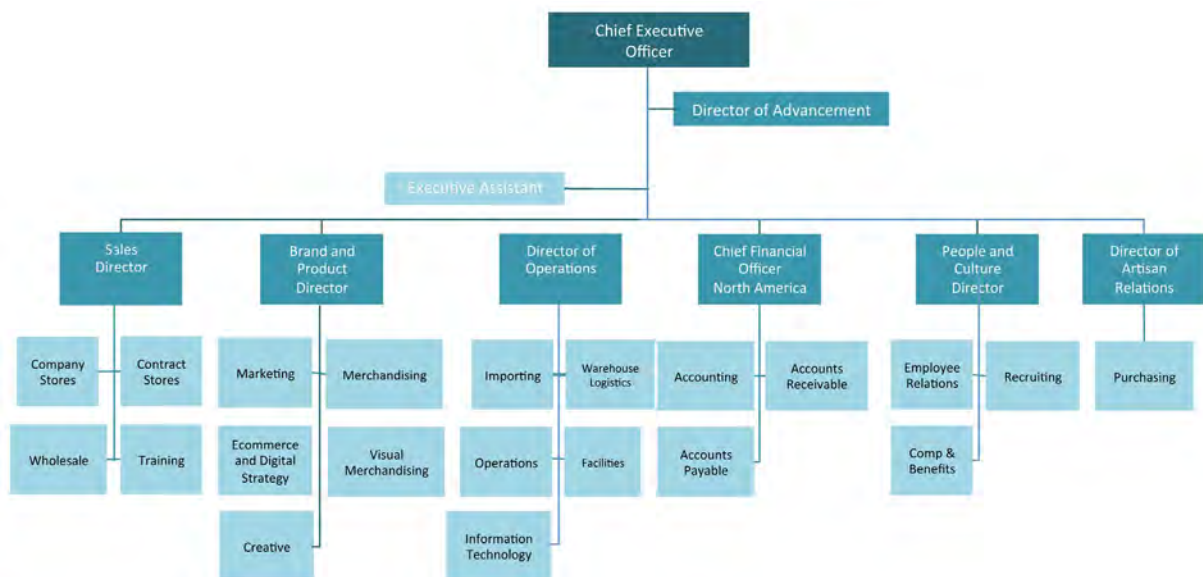 Chief Executive
Officer
Director of Advancement
Executive Assistant
Sales
Director
Brand and
Product
Director
Director of
Operations
Chief Financial
Officer
North America
People and
Culture
Director
Director of
Artisan
Relations
Company
Stores
Contract
Stores
Marketing
Merchandising
Importing
Warehouse
Logistics
Accounting
Accounts
Receivable
Employee
Relations
Recruiting
Purchasing
Wholesale
Training
Ecommerce
and Digital
Strategy
Visual
Merchandising
Operations
Facilities
Accounts
Payable
Comp &
Benefits
Creative
Information
Technology